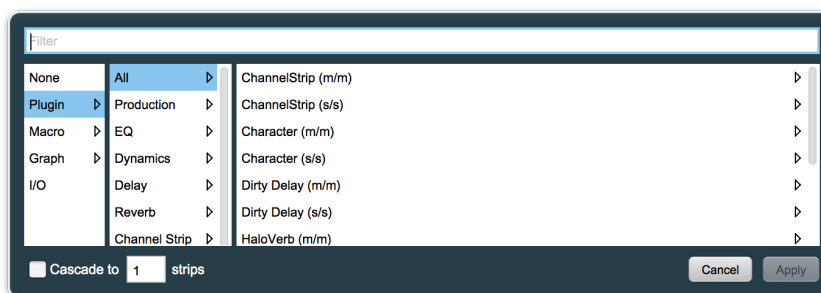 Filter
None
Plugin
Macro
Graph
I/O
All
Production
EQ
Dynamics
Delay
Reverb
Channel Strip
ChannelStrip (m/m)
ChannelStrip (s/s)
Character (m/m)
Character (s/s)
Dirty Delay (m/m)
Dirty Delay (s/s)
HaloVerb (m/m)
Cascade to 1 strips
Cancel
Apply